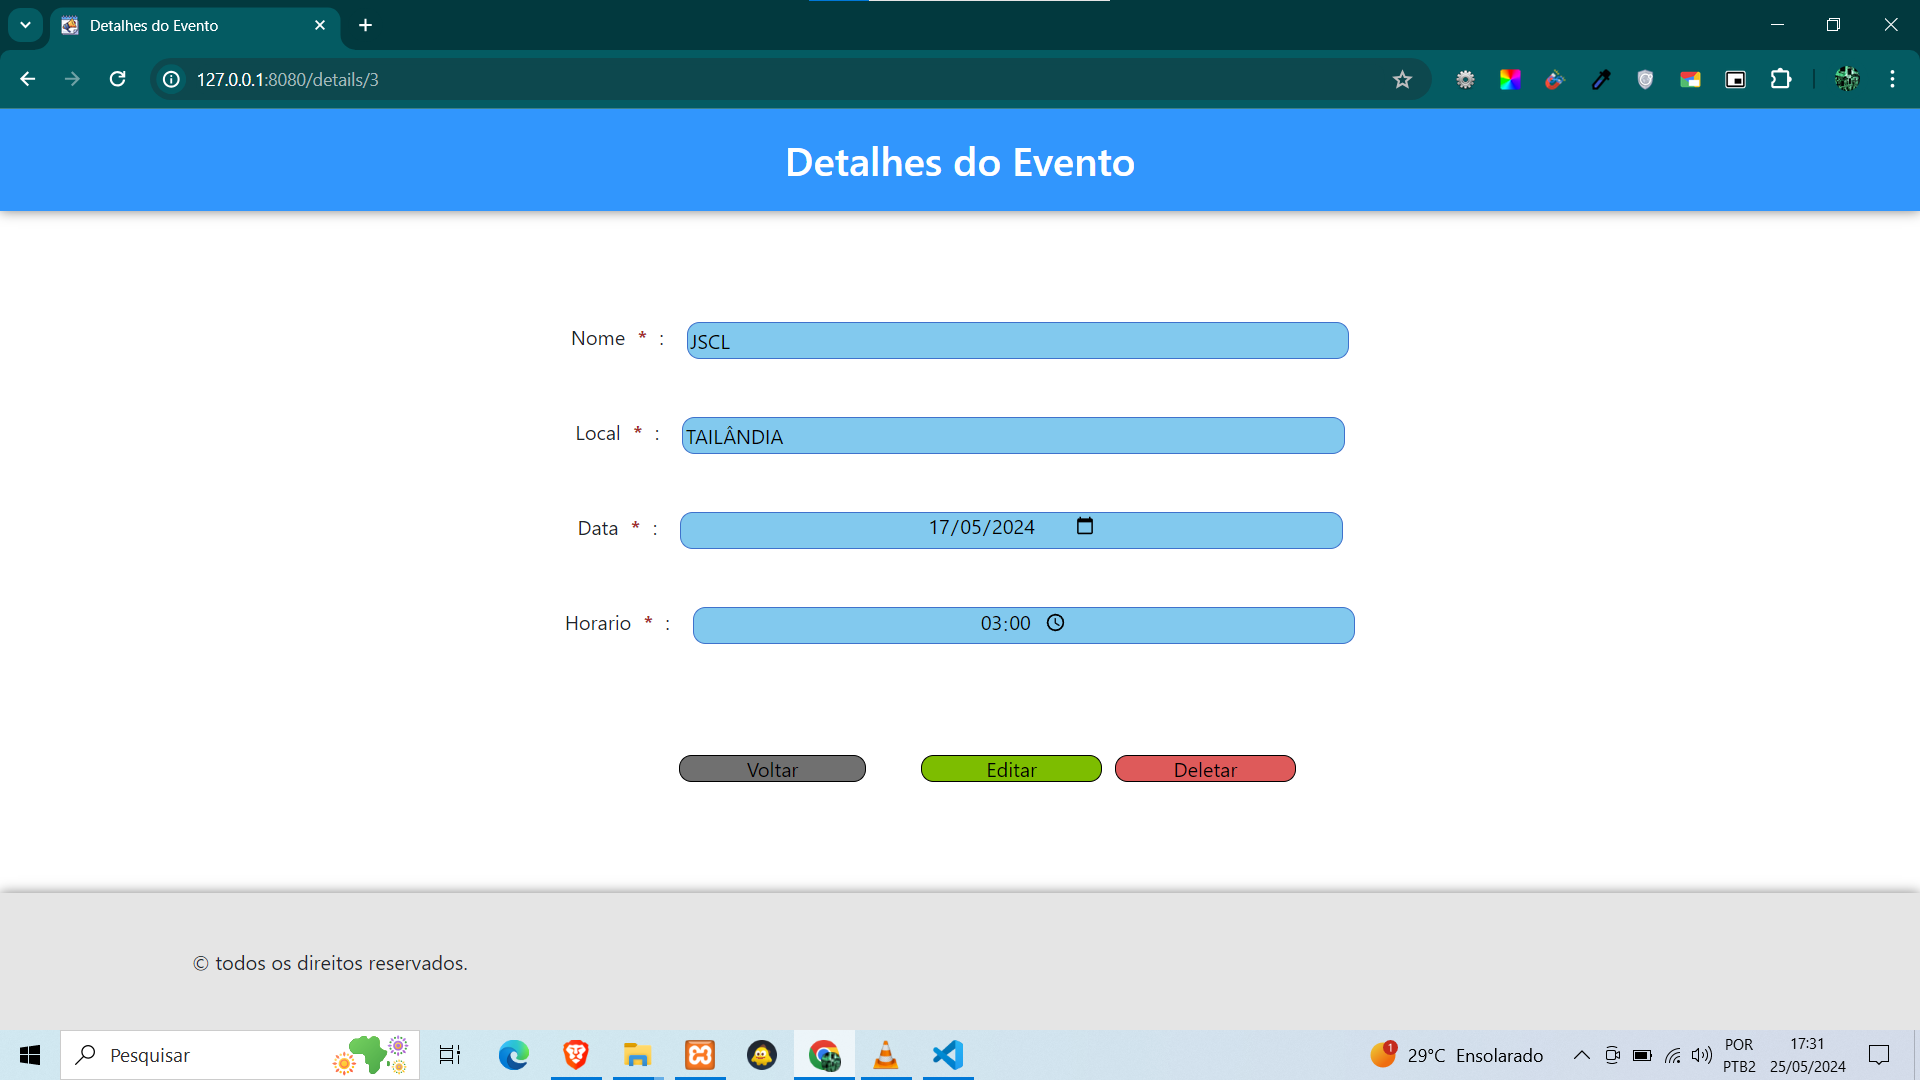 Detalhes do Evento
127.0.0.1:8080/details/3
Detalhes do Evento
Nome * :
JSCL
Local * :
TAILÂNDIA
Data * :
17/05/2024
Horario * :
03:00
Voltar
Editar
Deletar
© todos os direitos reservados.
Pesquisar
1
29°C Ensolarado
POR
PTB2
17:31
25/05/2024